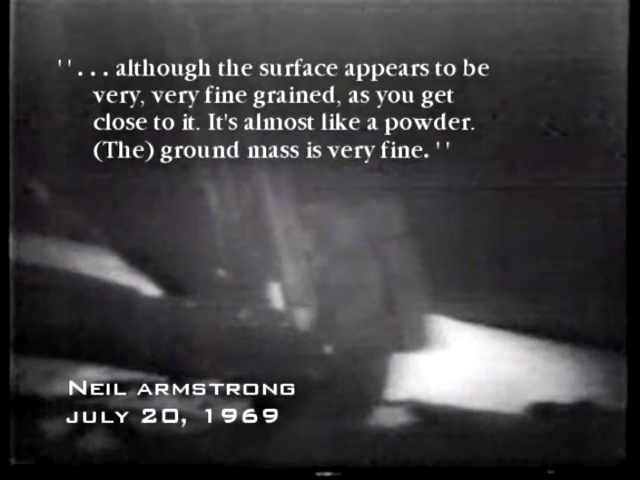 ''... although the surface appears to be
very, very fine grained, as you get
close to it. It's almost like a powder.
(The) ground mass is very fine.''
NEIL ARMSTRONG
JULY 20, 1969